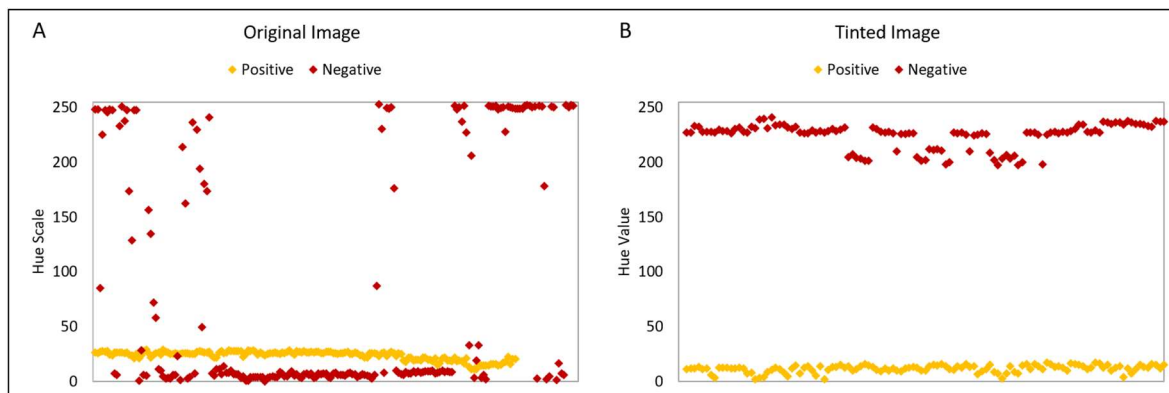 A
Original Image
Positive
Negative
250
200
150
100
50
0
Hue Scale
B
Tinted Image
Positive
Negative
250
200
150
100
50
0
Hue Value